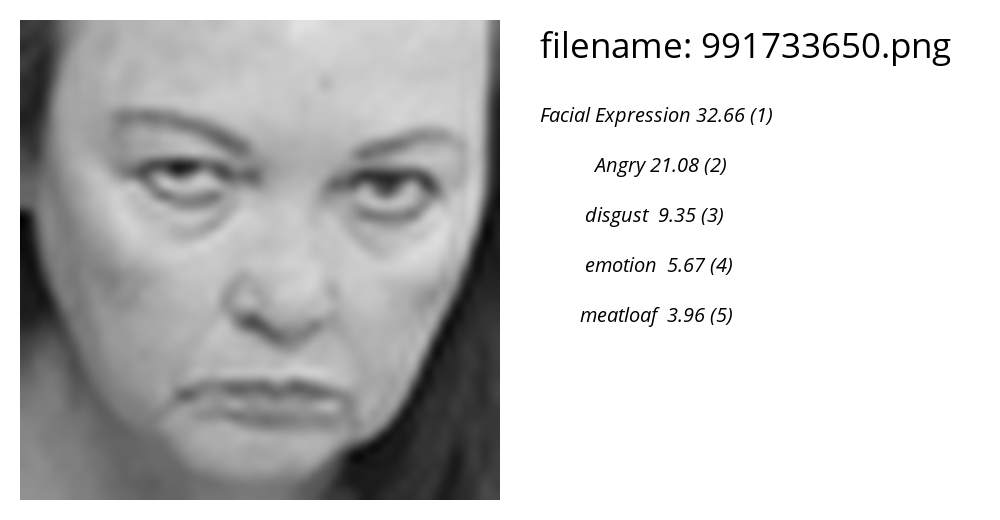 filename: 991733650.png
Facial Expression 32.66 (1)
Angry 21.08 (2)
disgust 9.35 (3)
emotion 5.67 (4)
meatloaf 3.96 (5)